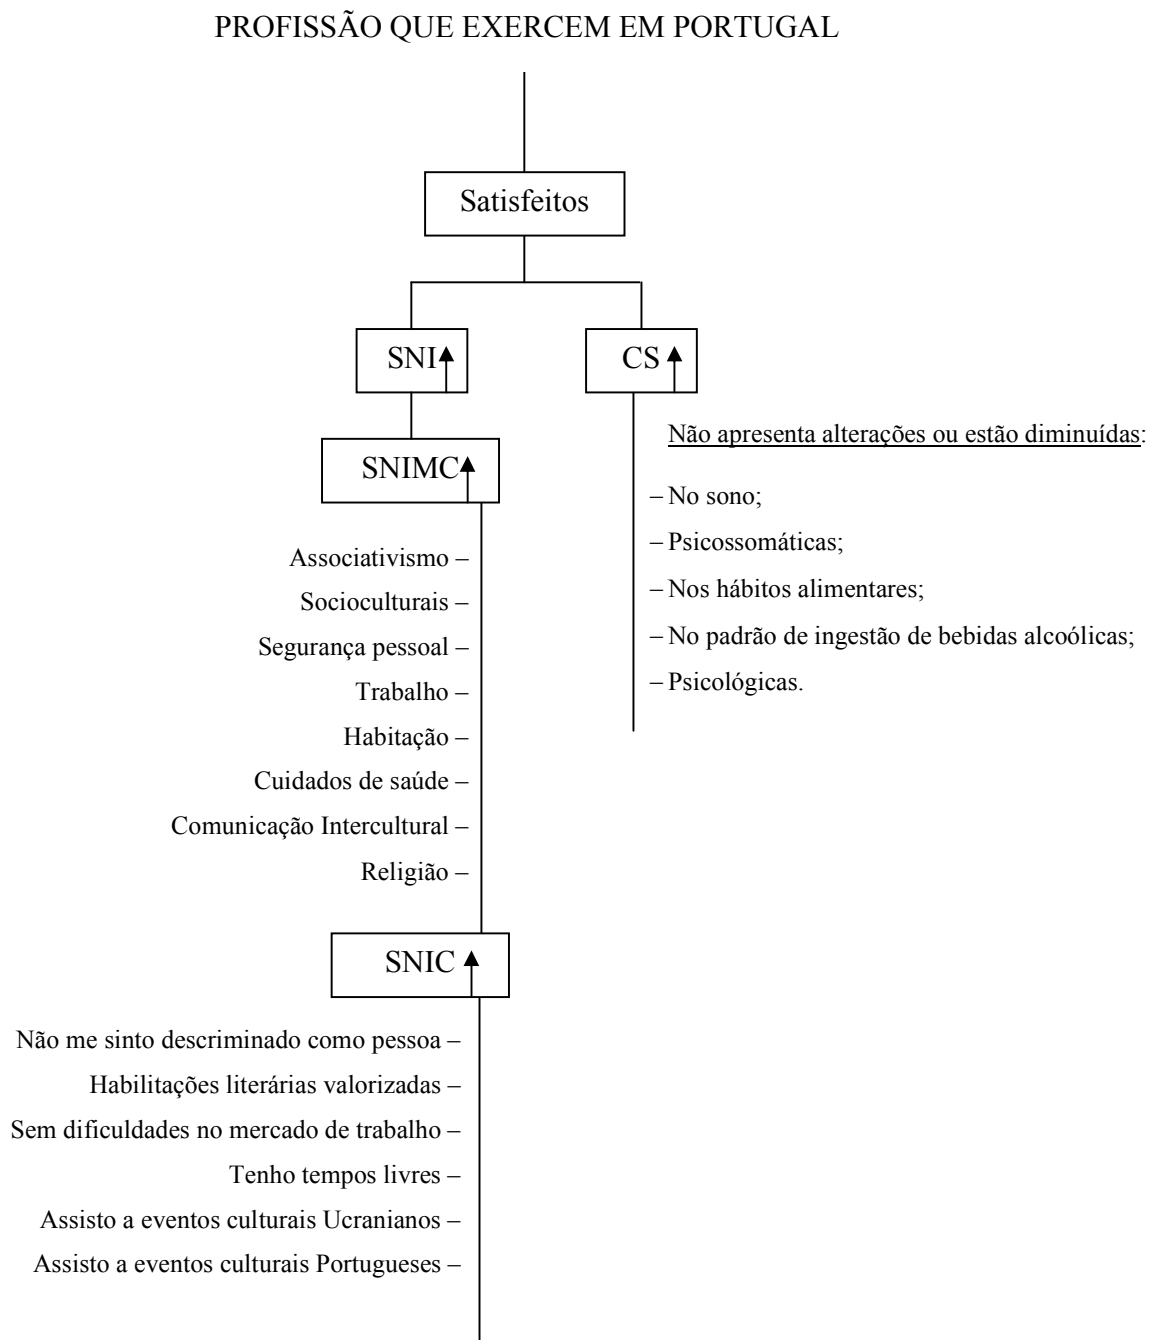 PROFISSÃO QUE EXERCEM EM PORTUGAL
Satisfeitos
SNI
CS
SNIMC
Não apresenta alterações ou estão diminuídas:
– No sono;
– Psicossomáticas;
– Nos hábitos alimentares;
– No padrão de ingestão de bebidas alcoólicas;
– Psicológicas.
Associativismo –
Socioculturais –
Segurança pessoal –
Trabalho –
Habitação –
Cuidados de saúde –
Comunicação Intercultural –
Religião –
SNIC
Não me sinto descriminado como pessoa –
Habilitações literárias valorizadas –
Sem dificuldades no mercado de trabalho –
Tenho tempos livres –
Assisto a eventos culturais Ucranianos –
Assisto a eventos culturais Portugueses –